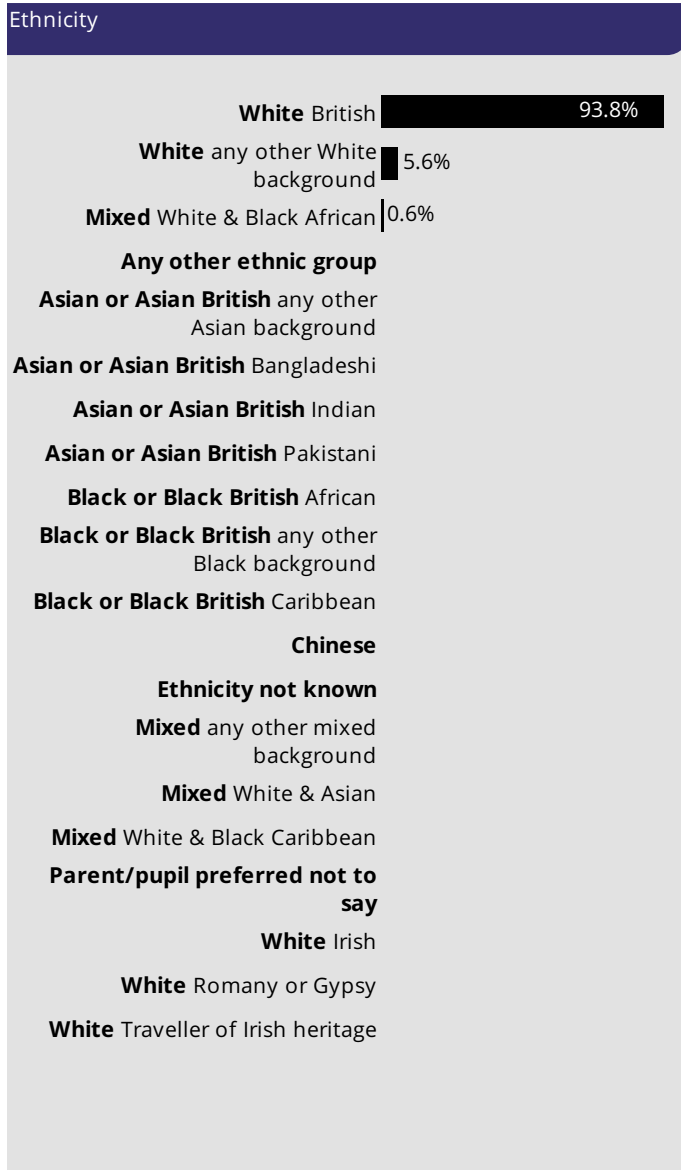 Ethnicity
White British 93.8%
White any other White
background 5.6%
Mixed White & Black African 0.6%
Any other ethnic group
Asian or Asian British any other
Asian background
Asian or Asian British Bangladeshi
Asian or Asian British Indian
Asian or Asian British Pakistani
Black or Black British African
Black or Black British any other
Black background
Black or Black British Caribbean
Chinese
Ethnicity not known
Mixed any other mixed
background
Mixed White & Asian
Mixed White & Black Caribbean
Parent/pupil preferred not to
say
White Irish
White Romany or Gypsy
White Traveller of Irish heritage